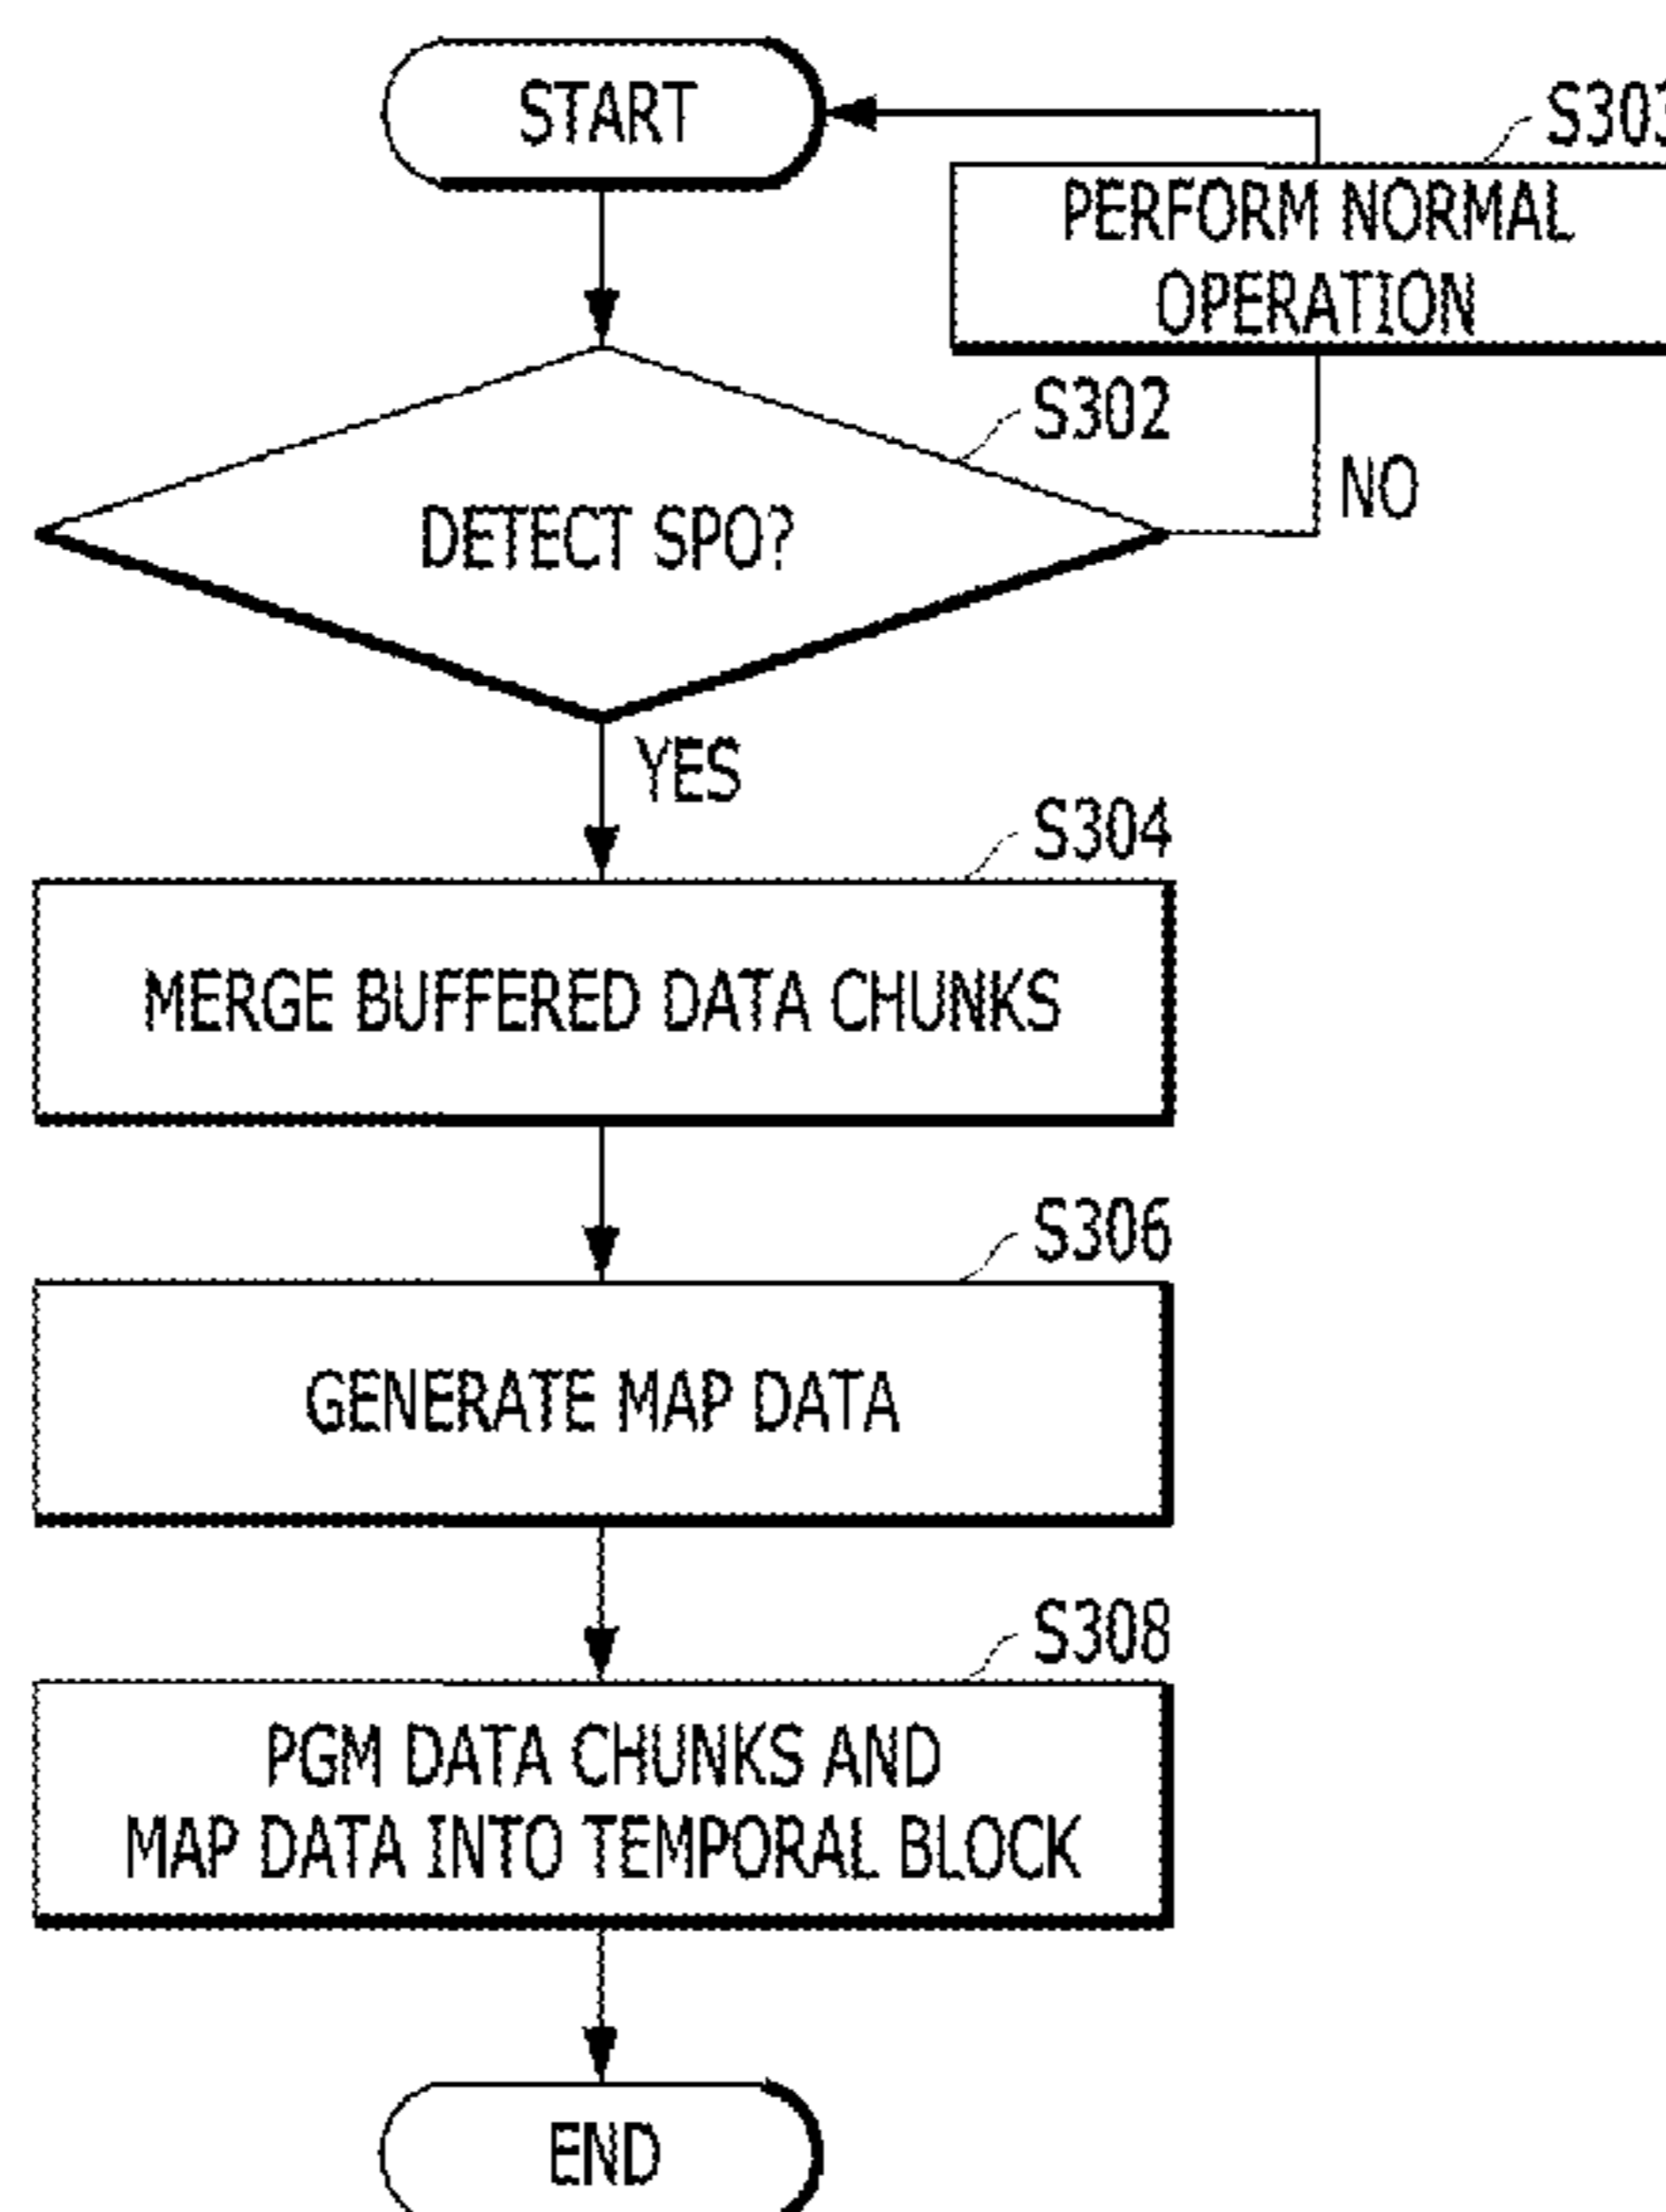 START
S303
PERFORM NORMAL
OPERATION
S302
DETECT SPO?
NO
YES
S304
MERGE BUFFERED DATA CHUNKS
S306
GENERATE MAP DATA
S308
PGM DATA CHUNKS AND
MAP DATA INTO TEMPORAL BLOCK
END